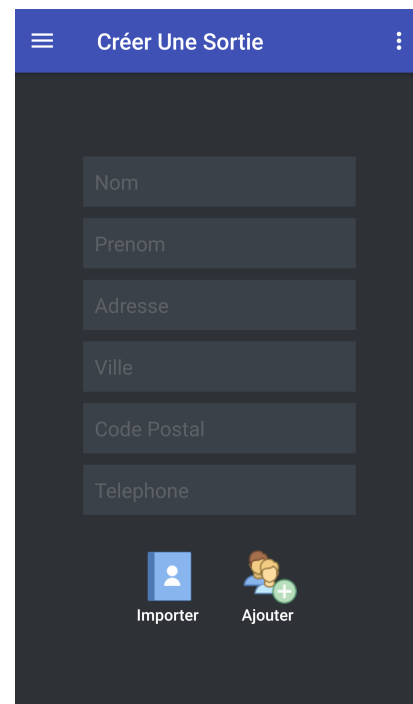 Créer Une Sortie
Nom
Prenom
Adresse
Ville
Code Postal
Telephone
Importer Ajouter